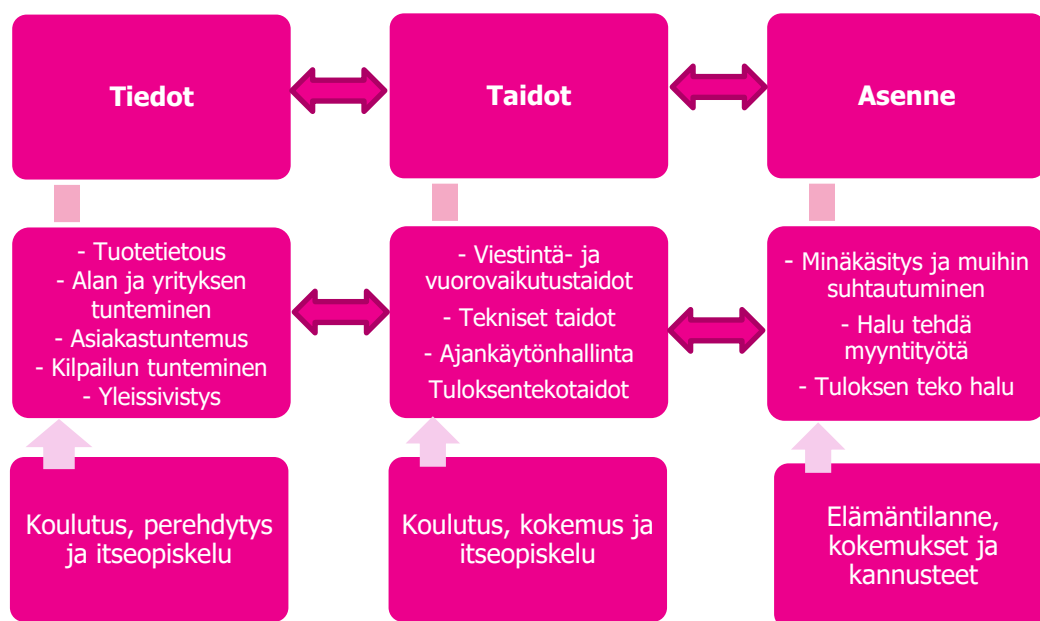 Tiedot
Taidot
Asenne
- Tuotetietous
- Alan ja yrityksen
tunteminen
- Asiakastuntemus
- Kilpailun tunteminen
- Yleissivistys
- Viestintä- ja
vuorovaikutustaidot
- Tekniset taidot
- Ajankäytönhallinta
Tuloksentekotaidot
- Minäkäsitys ja muihin
suhtautuminen
- Halu tehdä
myyntityötä
- Tuloksen teko halu
Koulutus, perehdytys
ja itseopiskelu
Koulutus, kokemus ja
itseopiskelu
Elämäntilanne,
kokemukset ja
kannusteet